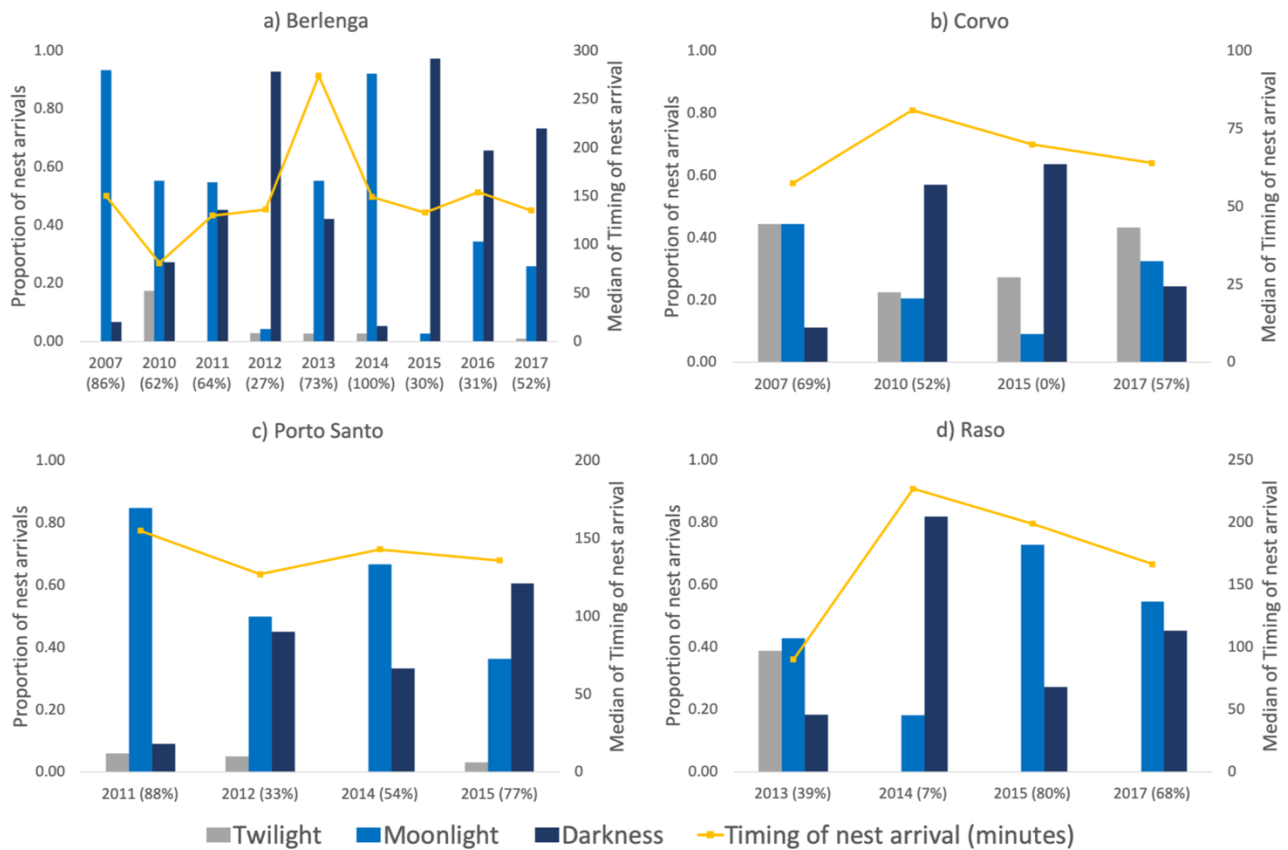 a) Berlenga
Proportion of nest arrivals
1.00
0.80
0.60
0.40
0.20
0.00
300
250
200
150
100
50
0
Median of Timing of nest arrival
2007 2010 2011 2012 2013 2014 2015 2016 2017
(86%) (62%) (64%) (27%) (73%) (100%) (30%) (31%) (52%)
b) Corvo
Proportion of nest arrivals
1.00
0.80
0.60
0.40
0.20
0.00
100
75
50
25
0
Median of Timing of nest arrival
2007 (69%) 2010 (52%) 2015 (0%) 2017 (57%)
c) Porto Santo
Proportion of nest arrivals
1.00
0.80
0.60
0.40
0.20
0.00
200
150
100
50
0
Median of Timing of nest arrival
2011 (88%) 2012 (33%) 2014 (54%) 2015 (77%)
d) Raso
Proportion of nest arrivals
1.00
0.80
0.60
0.40
0.20
0.00
250
200
150
100
50
0
Median of Timing of nest arrival
2013 (39%) 2014 (7%) 2015 (80%) 2017 (68%)
Twilight Moonlight Darkness Timing of nest arrival (minutes)